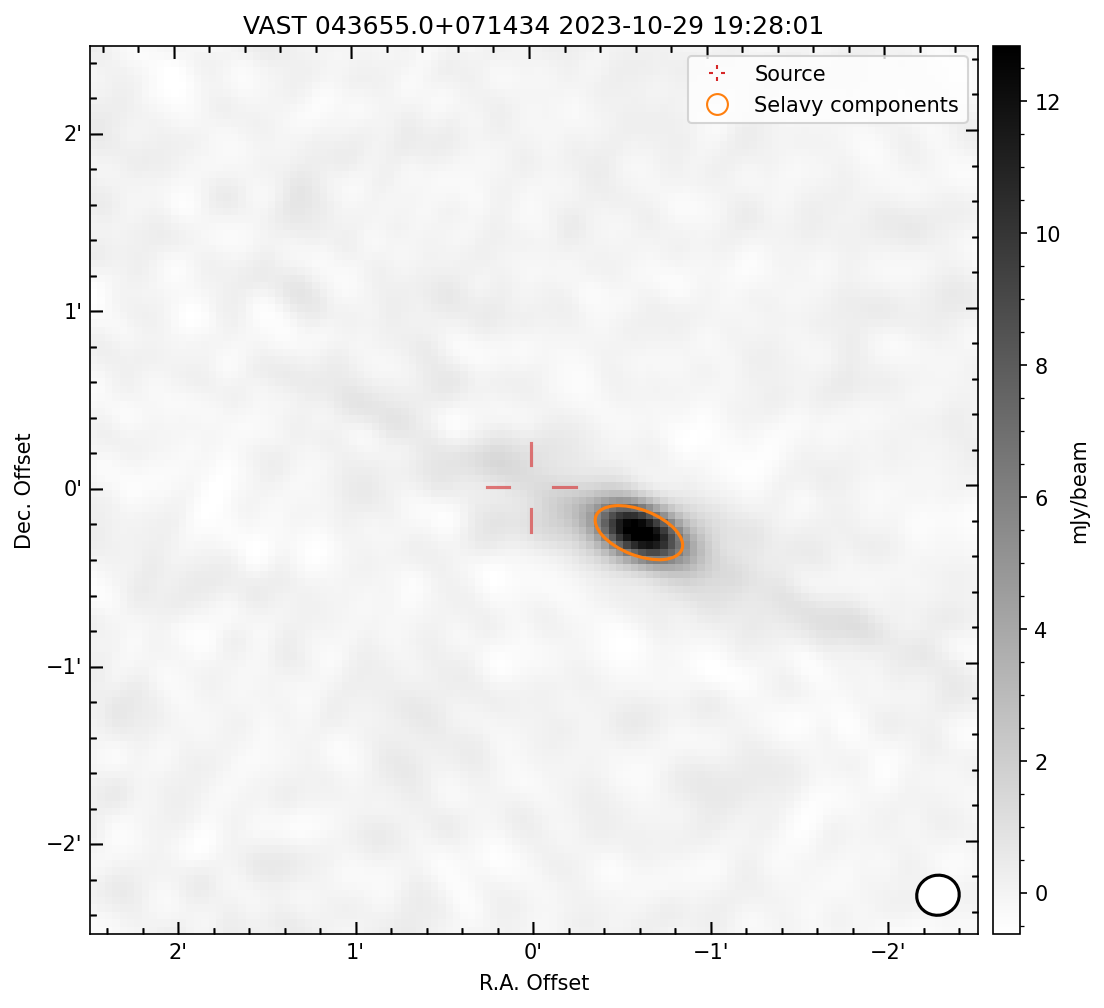 VAST 043655.0+071434 2023-10-29 19:28:01
Source
Selavy components
2'
1'
0'
−1'
−2'
Dec. Offset
2'
1'
0'
−1'
−2'
R.A. Offset
12
10
8
6
4
2
0
mJy/beam